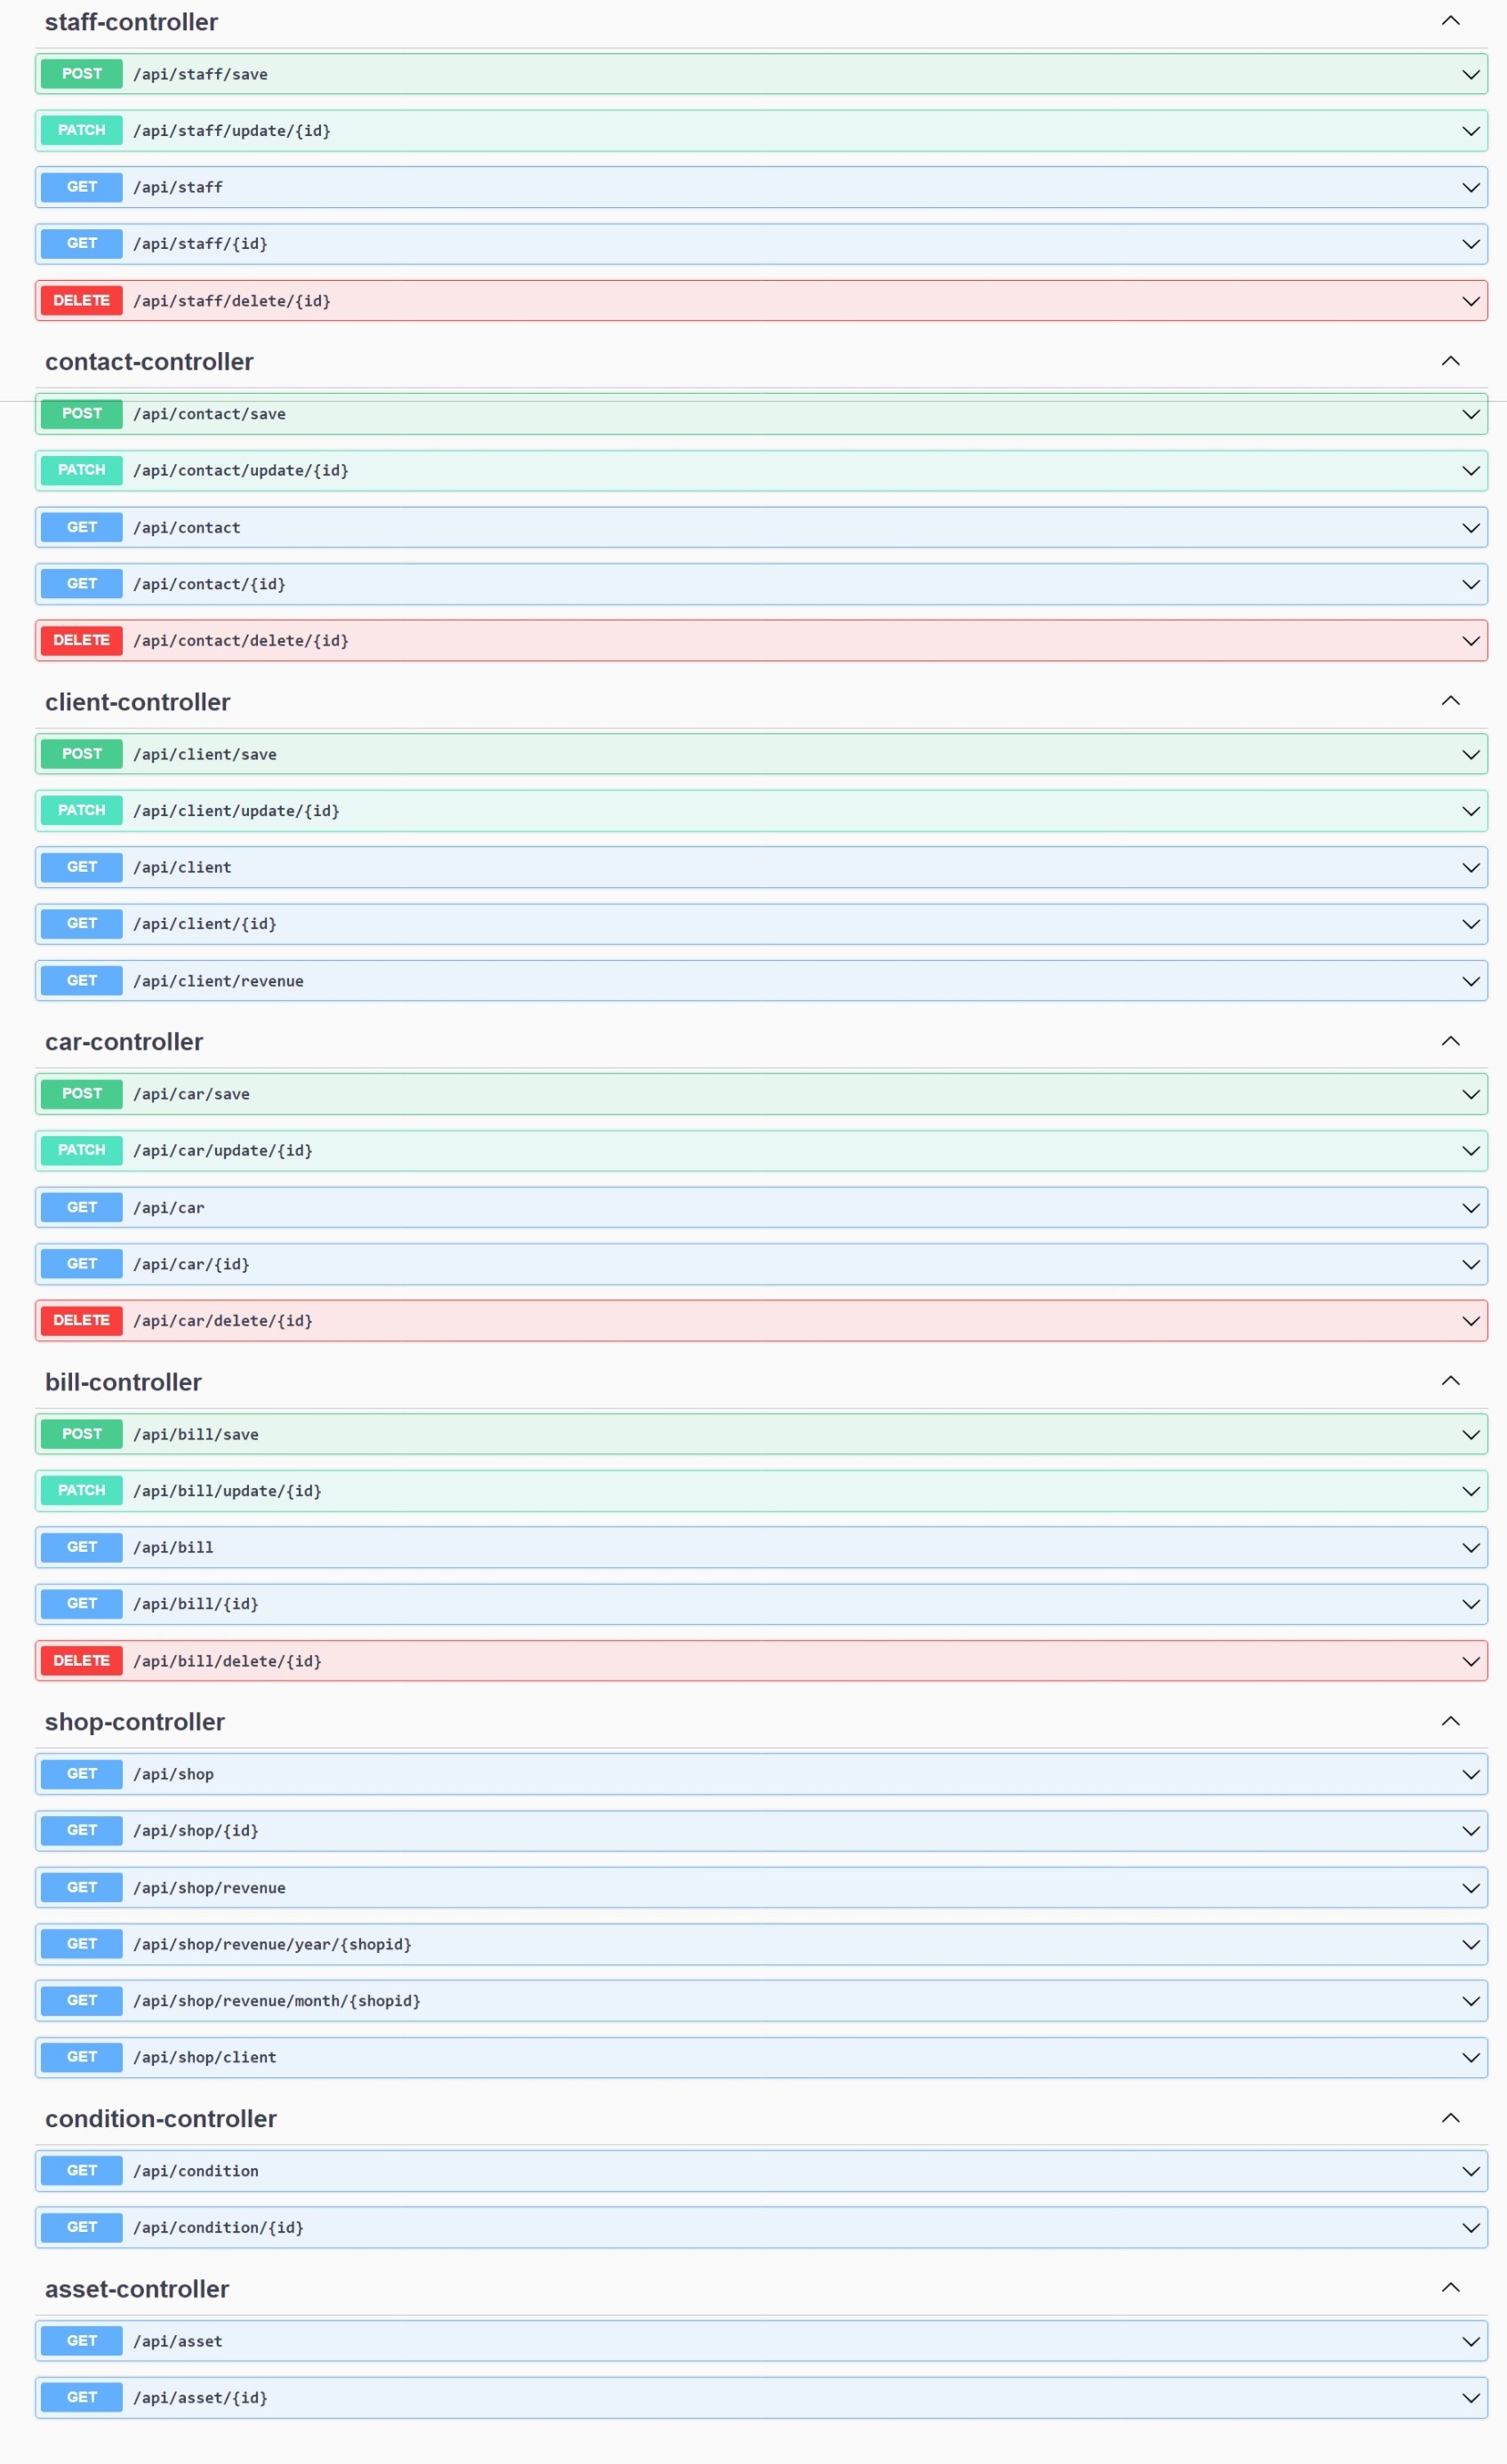 staff-controller
POST /api/staff/save
PATCH /api/staff/update/{id}
GET /api/staff
GET /api/staff/{id}
DELETE /api/staff/delete/{id}
contact-controller
POST /api/contact/save
PATCH /api/contact/update/{id}
GET /api/contact
GET /api/contact/{id}
DELETE /api/contact/delete/{id}
client-controller
POST /api/client/save
PATCH /api/client/update/{id}
GET /api/client
GET /api/client/{id}
GET /api/client/revenue
car-controller
POST /api/car/save
PATCH /api/car/update/{id}
GET /api/car
GET /api/car/{id}
DELETE /api/car/delete/{id}
bill-controller
POST /api/bill/save
PATCH /api/bill/update/{id}
GET /api/bill
GET /api/bill/{id}
DELETE /api/bill/delete/{id}
shop-controller
GET /api/shop
GET /api/shop/{id}
GET /api/shop/revenue
GET /api/shop/revenue/year/{shopid}
GET /api/shop/revenue/month/{shopid}
GET /api/shop/client
condition-controller
GET /api/condition
GET /api/condition/{id}
asset-controller
GET /api/asset
GET /api/asset/{id}